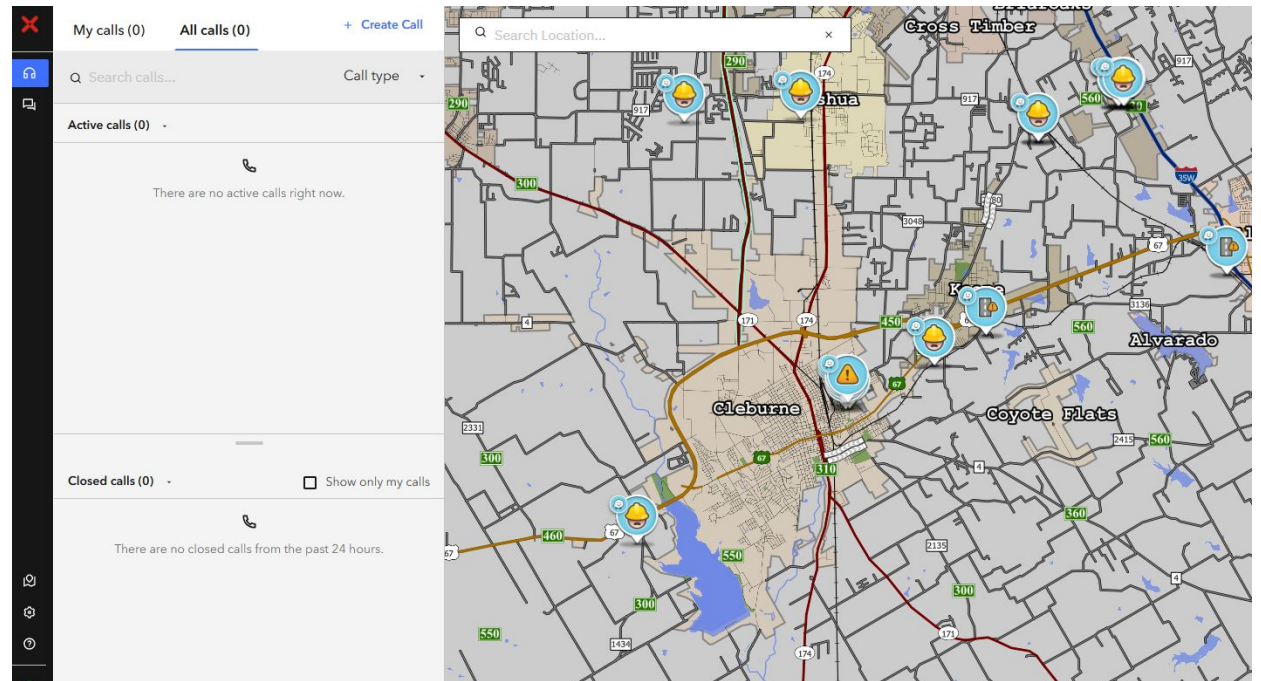 My calls (0)
All calls (0)
+ Create Call
Search calls...
Call type
Active calls (0)
There are no active calls right now.
Closed calls (0)
Show only my calls
There are no closed calls from the past 24 hours.
Search Location...
Cross Timber
290
174
917
290
917
shua
917
560
300
35W
3048
67
4
171
174
450
3136
560
Alvarado
67
Cleburne
Coyote Flats
2331
300
67
310
2415
560
4
360
460
67
67
550
2135
4
300
300
550
1434
174
171